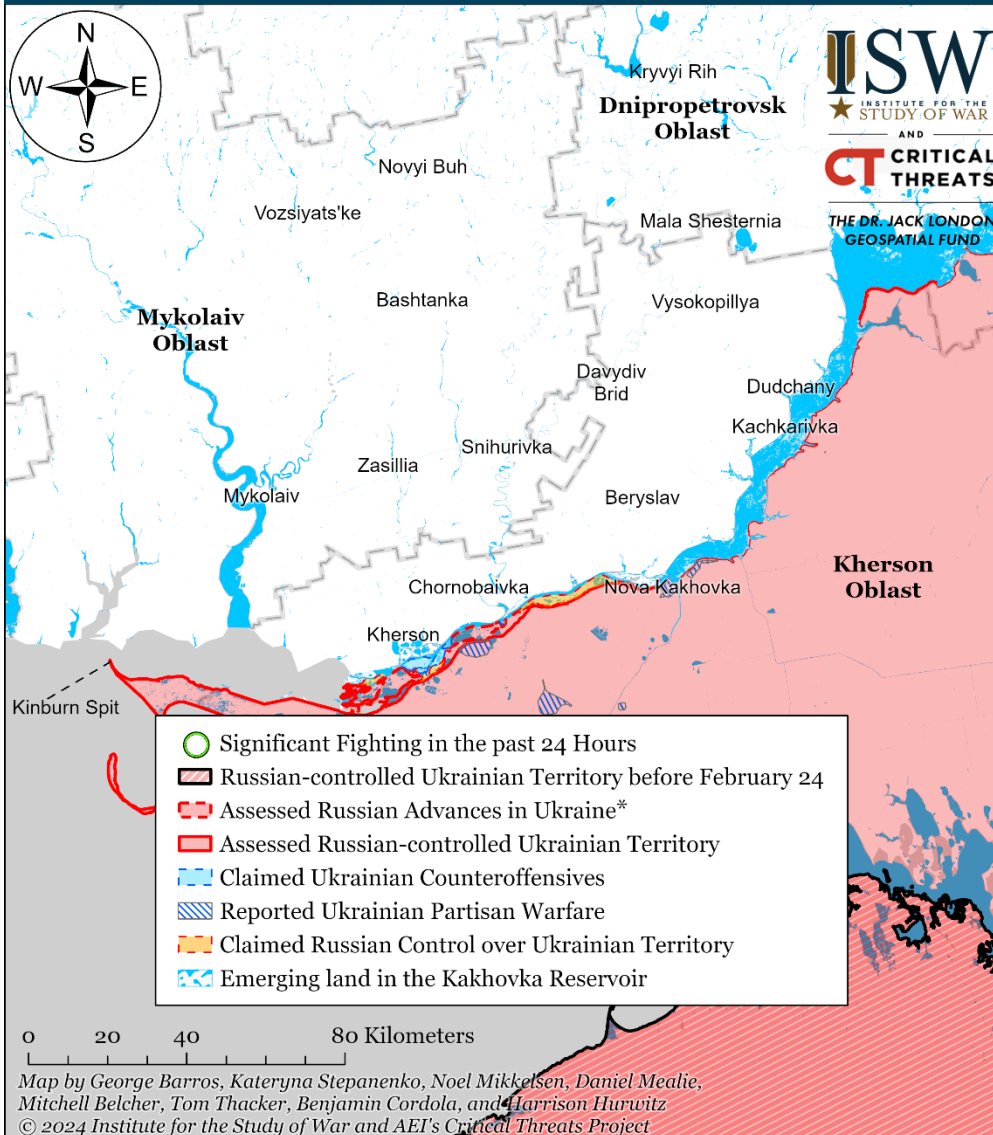 N
W
E
S
ISW
INSTITUTE FOR THE
STUDY OF WAR
AND
CT CRITICAL
THREATS
THE DR. JACK LONDON
GEOSPATIAL FUND
Kryvyi Rih
Dnipropetrovsk
Oblast
Novyi Buh
Vozsiyats'ke
Mala Shesternia
Bashtanka
Vysokopillya
Mykolaiv
Oblast
Davydiv
Brid
Dudchany
Kachkarivka
Snihurivka
Zasillia
Mykolaiv
Beryslav
Kherson
Oblast
Chornobaivka
Nova Kakhovka
Kherson
Kinburn Spit
Significant Fighting in the past 24 Hours
Russian-controlled Ukrainian Territory before February 24
Assessed Russian Advances in Ukraine*
Assessed Russian-controlled Ukrainian Territory
Claimed Ukrainian Counteroffensives
Reported Ukrainian Partisan Warfare
Claimed Russian Control over Ukrainian Territory
Emerging land in the Kakhovka Reservoir
0 20 40 80 Kilometers
Map by George Barros, Kateryna Stepanenko, Noel Mikkelsen, Daniel Mealie,
Mitchell Belcher, Tom Thacker, Benjamin Cordola, and Harrison Hurwitz
© 2024 Institute for the Study of War and AEI's Critical Threats Project